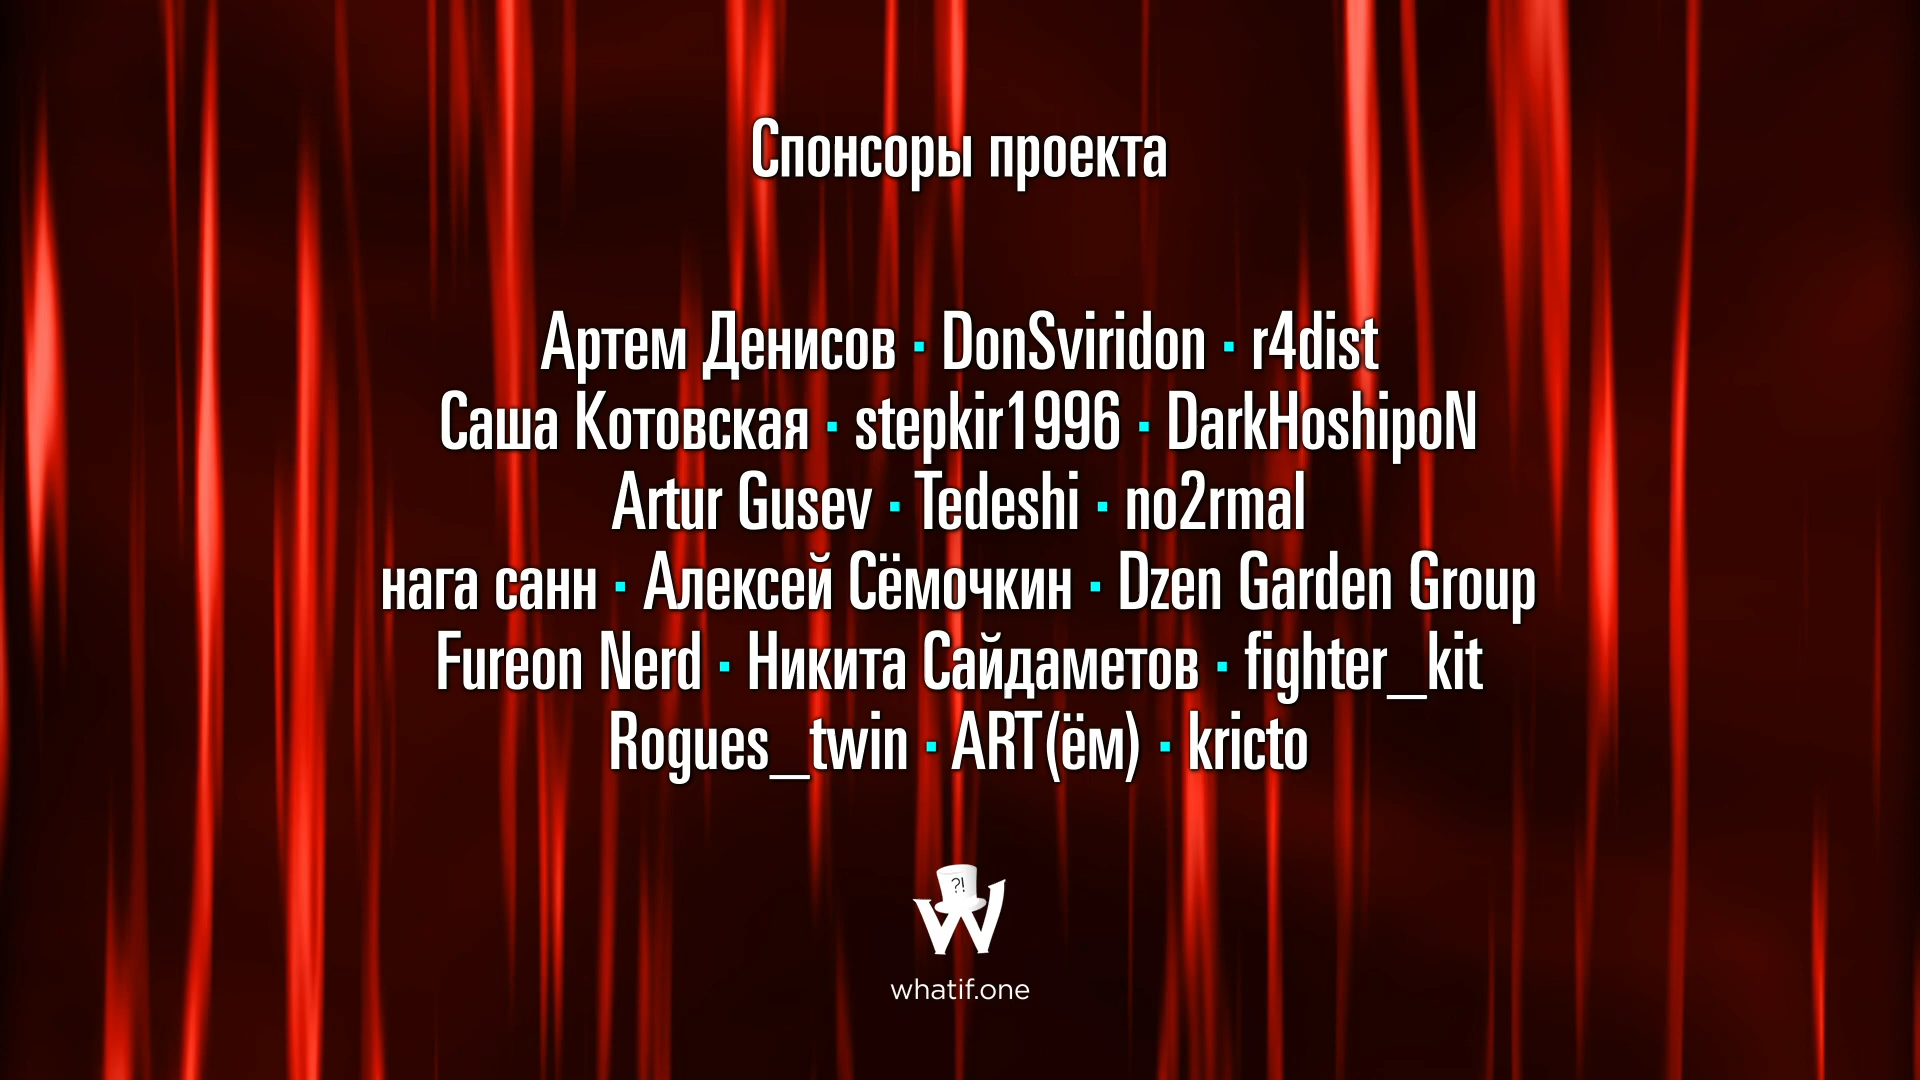 Спонсоры проекта
Артем Денисов · DonSviridon · r4dist
Саша Котовская · stepkir1996 · DarkHoshipoN
Artur Gusev · Tedeshi · no2rmal
нага санн · Алексей Сёмочкин · Dzen Garden Group
Fureon Nerd · Никита Сайдаметов · fighter_kit
Rogues_twin · ART(ём) · kricto
?!
W
whatif.one